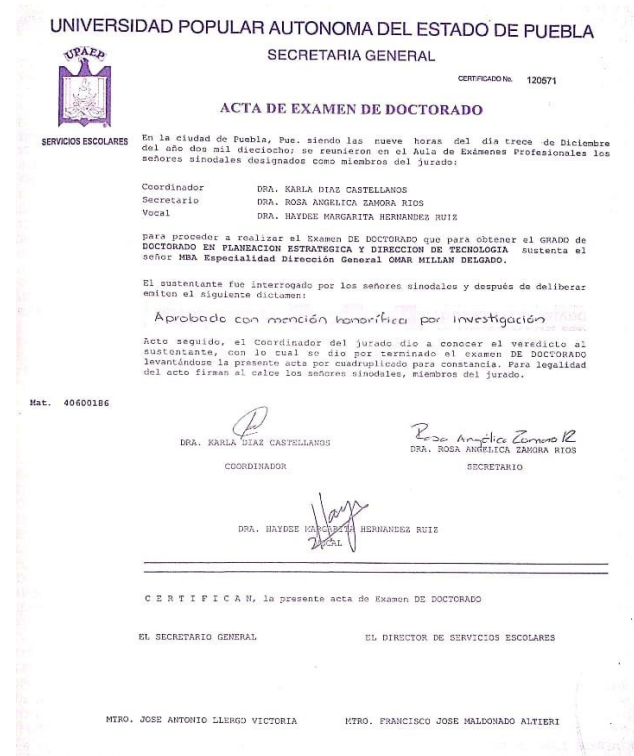 UNIVERSIDAD POPULAR AUTONOMA DEL ESTADO DE PUEBLA
UPAEP
SECRETARIA GENERAL
CERTIFICADO No. 120571
ACTA DE EXAMEN DE DOCTORADO
SERVICIOS ESCOLARES
En la ciudad de Puebla, Pue. siendo las nueve horas del día trece de Diciembre
del año dos mil dieciocho; se reunieron en el Aula de Exámenes Profesionales los
señores sinodales designados como miembros del jurado:
Coordinador DRA. KARLA DIAZ CASTELLANOS
Secretario DRA. ROSA ANGELICA ZAMORA RIOS
Vocal DRA. HAYDEE MARGARITA HERNANDEZ RUIZ
para proceder a realizar el Examen DE DOCTORADO que para obtener el GRADO de
DOCTORADO EN PLANEACION ESTRATEGICA Y DIRECCION DE TECNOLOGIA sustenta el
señor MBA Especialidad Dirección General OMAR MILLAN DELGADO.
El sustentante fue interrogado por los señores sinodales y después de deliberar
emiten el siguiente dictamen:
Aprobado con mención honorífica por investigación
Acto seguido, el Coordinador del jurado dio a conocer el veredicto al
sustentante, con lo cual se dio por terminado el examen DE DOCTORADO
levantándose la presente acta por cuadruplicado para constancia. Para legalidad
del acto firman al calce los señores sinodales, miembros del jurado.
Mat. 40600186
Rosa Angélica Zamora R
DRA. KARLA DIAZ CASTELLANOS DRA. ROSA ANGELICA ZAMORA RIOS
COORDINADOR SECRETARIO
DRA. HAYDEE MARGARITA HERNANDEZ RUIZ
VOCAL
C E R T I F I C A N, la presente acta de Examen DE DOCTORADO
EL SECRETARIO GENERAL EL DIRECTOR DE SERVICIOS ESCOLARES
MTRO. JOSE ANTONIO LLERGO VICTORIA MTRO. FRANCISCO JOSE MALDONADO ALTIERI